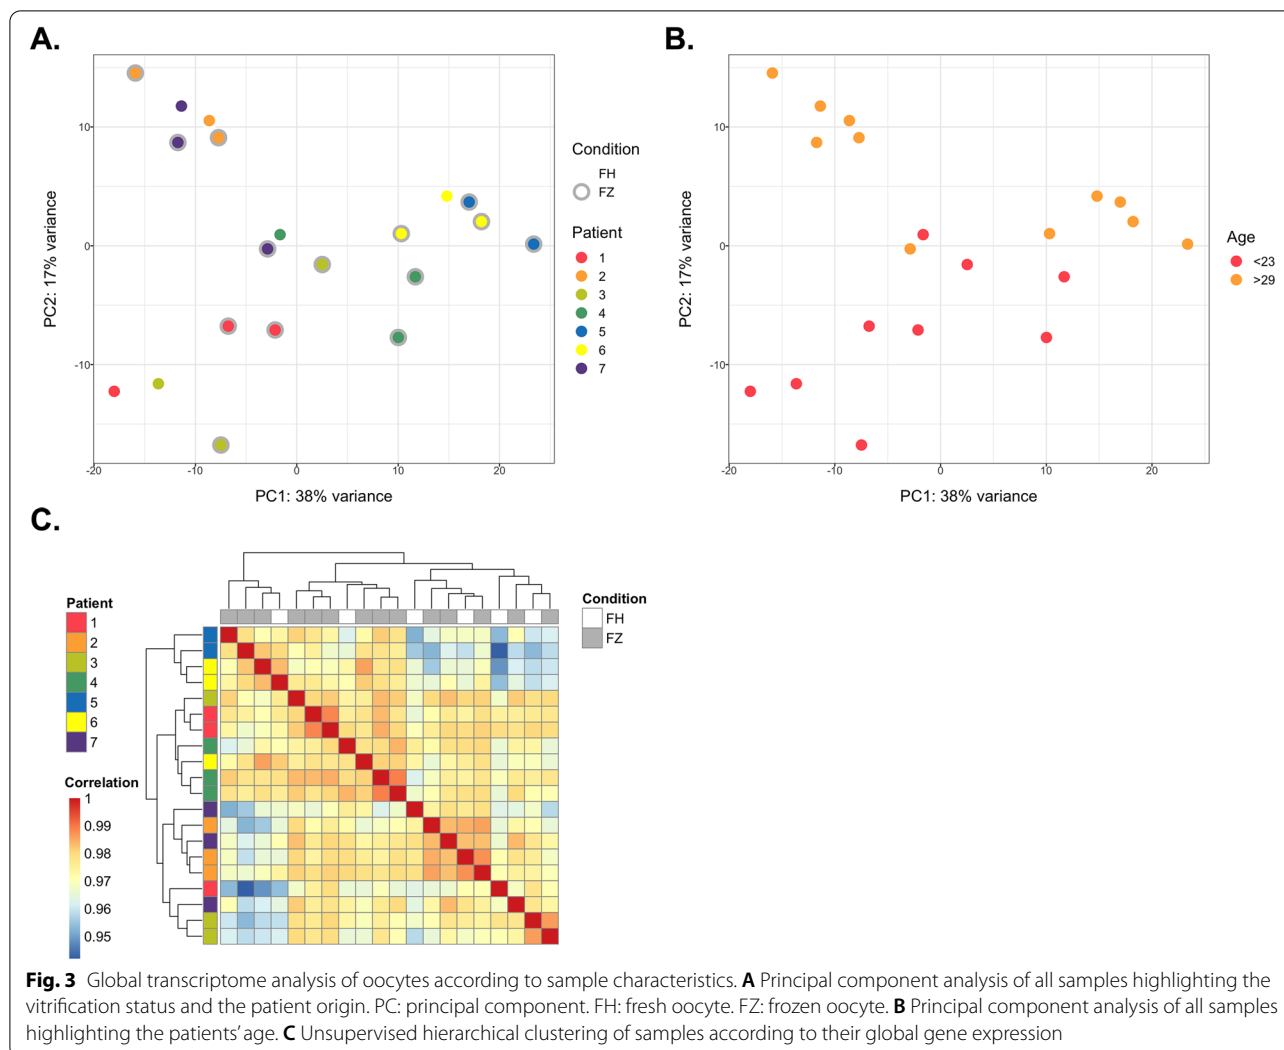 A.
10
0
-10
-20
-10
0
10
20
PC2: 17% variance
PC1: 38% variance
Condition
FH
FZ
Patient
1
2
3
4
5
6
7
B.
10
0
-10
-20
-10
0
10
20
PC2: 17% variance
PC1: 38% variance
Age
<23
>29
C.
Patient
1
2
3
4
5
6
7
Correlation
1
0.99
0.98
0.97
0.96
0.95
Condition
FH
FZ
Fig. 3 Global transcriptome analysis of oocytes according to sample characteristics. A Principal component analysis of all samples highlighting the
vitrification status and the patient origin. PC: principal component. FH: fresh oocyte. FZ: frozen oocyte. B Principal component analysis of all samples
highlighting the patients' age. C Unsupervised hierarchical clustering of samples according to their global gene expression